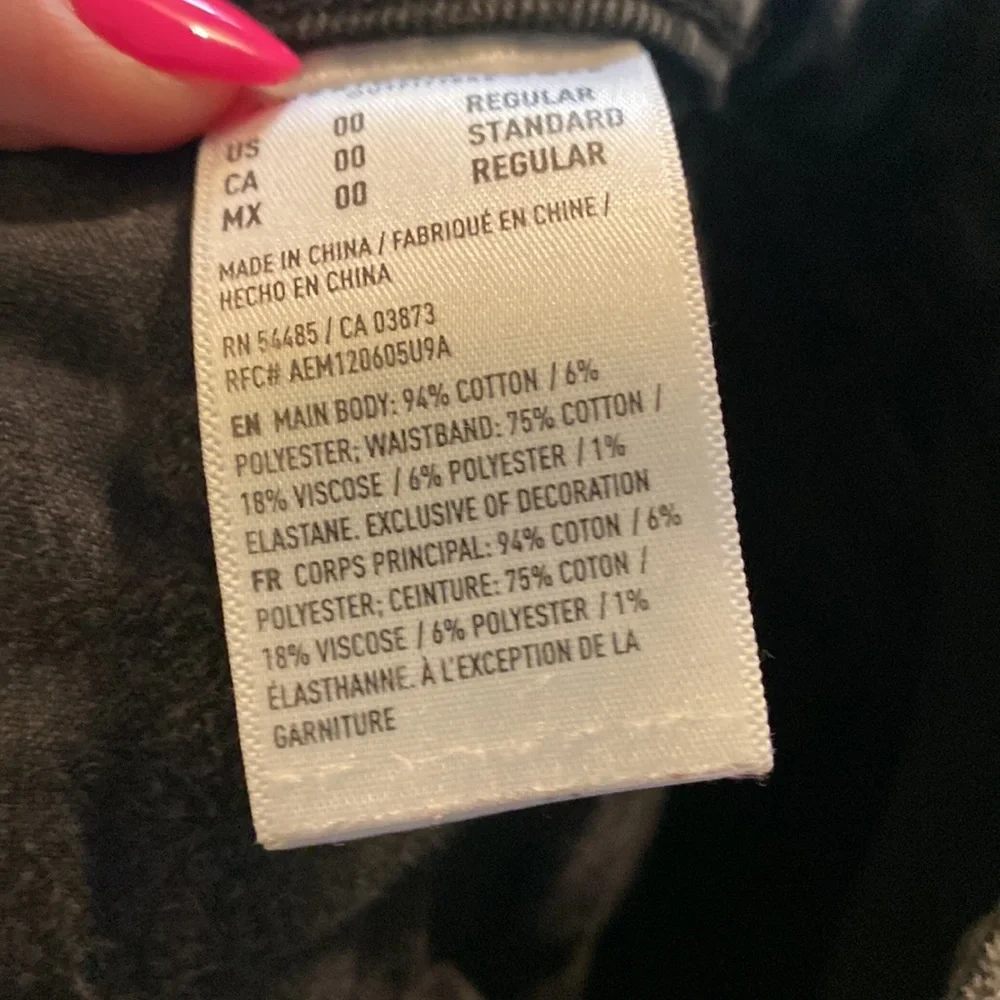 US 00 REGULAR
CA 00 STANDARD
MX 00 REGULAR
MADE IN CHINA / FABRIQUÉ EN CHINE /
HECHO EN CHINA
RN 54485 / CA 03873
RFC# AEM120605U9A
EN MAIN BODY: 94% COTTON / 6%
POLYESTER; WAISTBAND: 75% COTTON /
18% VISCOSE / 6% POLYESTER / 1%
ELASTANE. EXCLUSIVE OF DECORATION
FR CORPS PRINCIPAL: 94% COTON / 6%
POLYESTER; CEINTURE: 75% COTON /
18% VISCOSE / 6% POLYESTER / 1%
ÉLASTHANNE. À L'EXCEPTION DE LA
GARNITURE